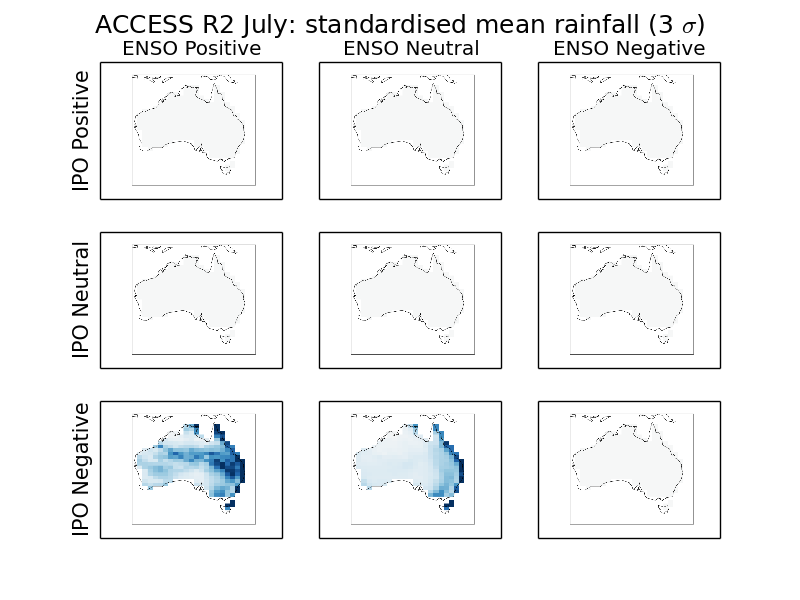 ACCESS R2 July: standardised mean rainfall (3 σ)
ENSO Positive ENSO Neutral ENSO Negative
IPO Positive
IPO Neutral
IPO Negative